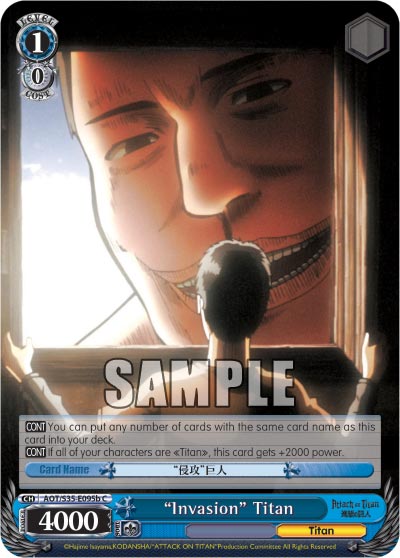 LEVEL
1
0
COST
SAMPLE
CONT You can put any number of cards with the same card name as this
card into your deck.
CONT If all of your characters are «Titan», this card gets +2000 power.
Card Name
“侵攻”巨人
CH AOT/S35-E095b C
“Invasion” Titan
POWER
4000
SOUL
Attack on Titan
進撃の巨人
Titan
©Hajime Isayama,KODANSHA/"ATTACK ON TITAN"Production Committee All Rights Reserved